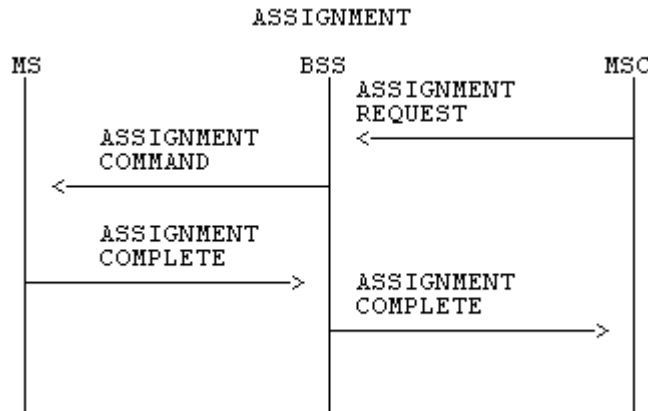 ASSIGNMENT
MS BSS MSC
ASSIGNMENT
REQUEST
ASSIGNMENT
COMMAND
ASSIGNMENT
COMPLETE
ASSIGNMENT
COMPLETE